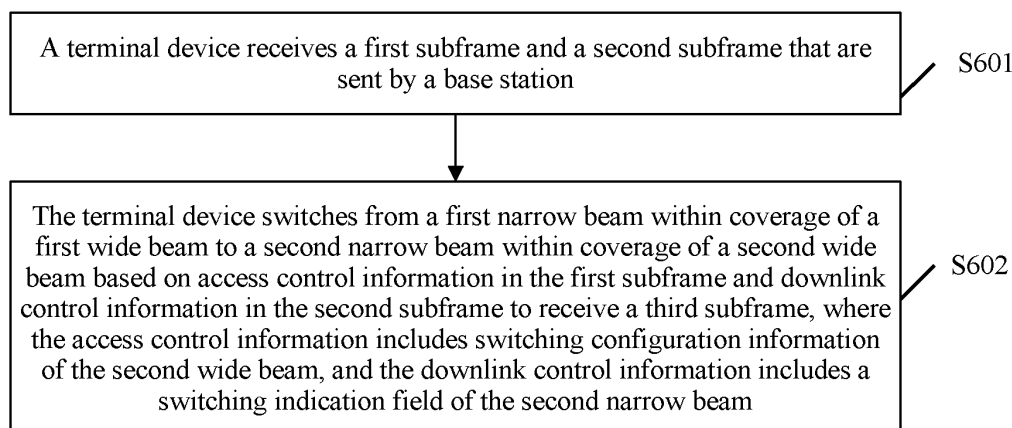 A terminal device receives a first subframe and a second subframe that are
sent by a base station
S601
The terminal device switches from a first narrow beam within coverage of a
first wide beam to a second narrow beam within coverage of a second wide
beam based on access control information in the first subframe and downlink
control information in the second subframe to receive a third subframe, where
the access control information includes switching configuration information
of the second wide beam, and the downlink control information includes a
switching indication field of the second narrow beam
S602